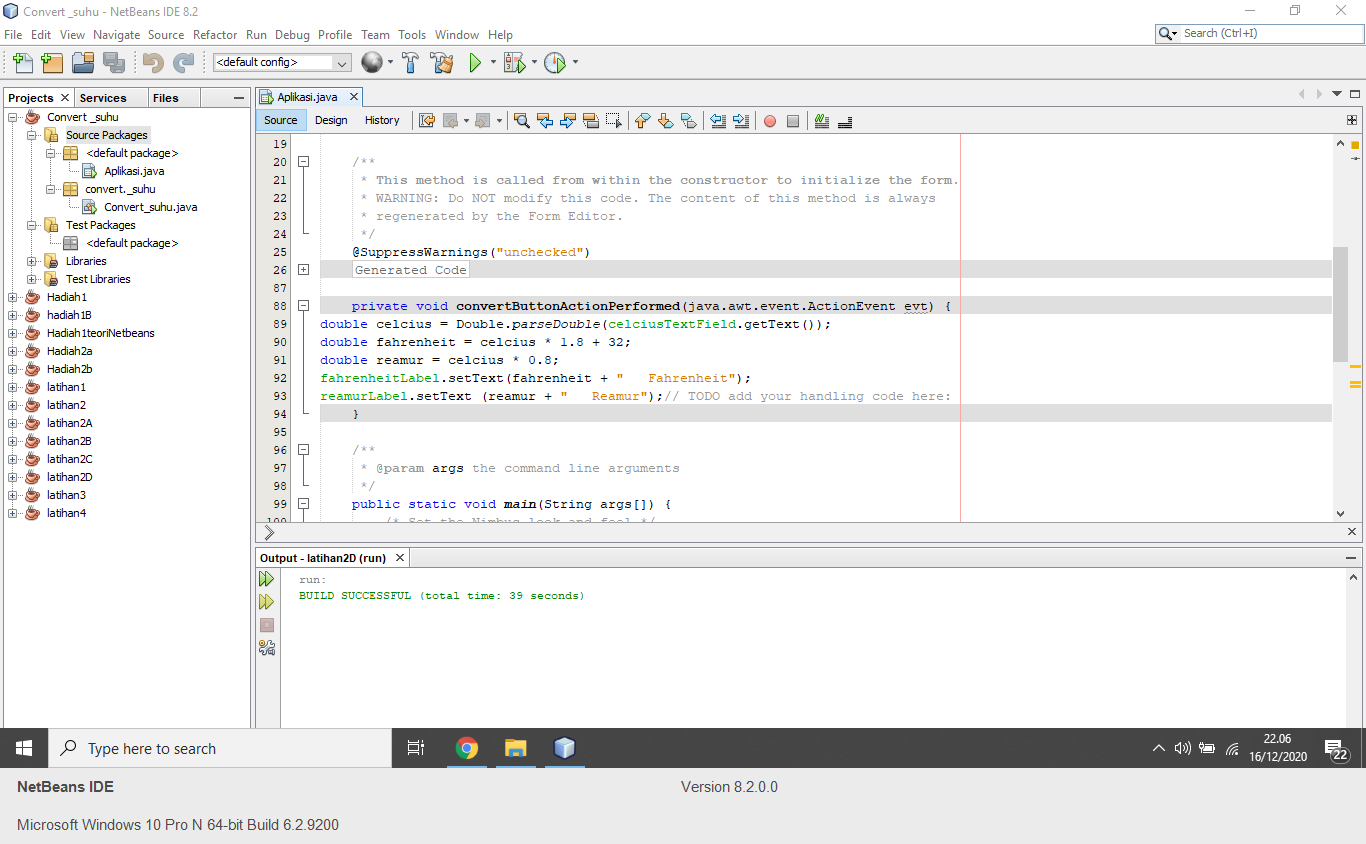 Convert _suhu - NetBeans IDE 8.2
File Edit View Navigate Source Refactor Run Debug Profile Team Tools Window Help
Search (Ctrl+I)
<default config>
Projects Services Files
Convert _suhu
Source Packages
<default package>
Aplikasi.java
convert._suhu
Convert_suhu.java
Test Packages
<default package>
Libraries
Test Libraries
Hadiah1
hadiah1B
Hadiah1teoriNetbeans
Hadiah2a
Hadiah2b
latihan1
latihan2
latihan2A
latihan2B
latihan2C
latihan2D
latihan3
latihan4
Aplikasi.java
Source Design History
19
20 /**
21 * This method is called from within the constructor to initialize the form.
22 * WARNING: Do NOT modify this code. The content of this method is always
23 * regenerated by the Form Editor.
24 */
25 @SuppressWarnings("unchecked")
26 Generated Code
87
88 private void convertButtonActionPerformed(java.awt.event.ActionEvent evt) {
89 double celcius = Double.parseDouble(celciusTextField.getText());
90 double fahrenheit = celcius * 1.8 + 32;
91 double reamur = celcius * 0.8;
92 fahrenheitLabel.setText(fahrenheit + "   Fahrenheit");
93 reamurLabel.setText (reamur + "   Reamur");// TODO add your handling code here:
94 }
95
96 /**
97 * @param args the command line arguments
98 */
99 public static void main(String args[]) {
100 /* Set the Nimbus look and feel */
Output - latihan2D (run)
run:
BUILD SUCCESSFUL (total time: 39 seconds)
Type here to search
22.06
16/12/2020
22
NetBeans IDE Version 8.2.0.0
Microsoft Windows 10 Pro N 64-bit Build 6.2.9200